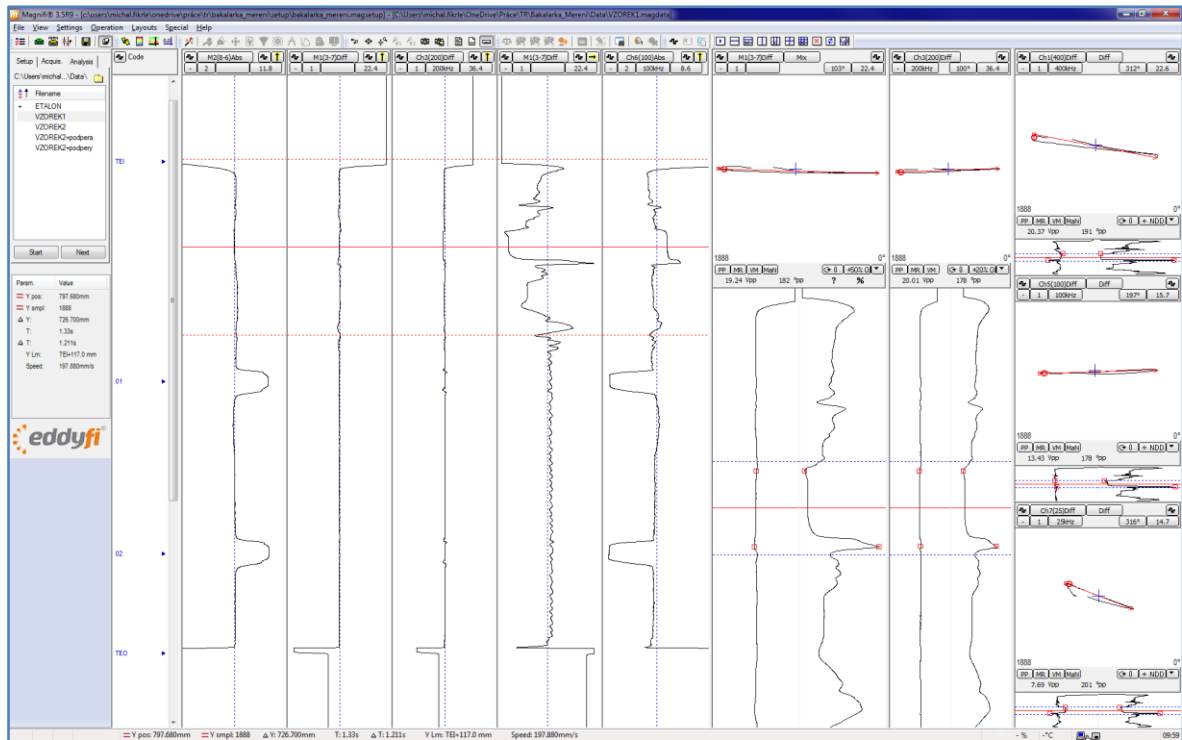 Magnifi® 3.5R9 - [c:\users\michal.fikrle\onedrive\práce\tr\bakalarka_mereni\setup\bakalarka_mereni.magsetup] - [C:\Users\michal.fikrle\OneDrive\Práce\TR\Bakalarka_Mereni\Data\VZOREK1.magdata]
File View Settings Operation Layouts Special Help
Setup Acquis. Analysis
C:\Users\michal...\Data\
Filename
+ ETALON
VZOREK1
VZOREK2
VZOREK2+podpera
VZOREK2+podpery
Start Next
Param. Value
Y pos: 797.680mm
Y smpl: 1888
Δ Y: 726.700mm
T: 1.33s
Δ T: 1.211s
Y Lm: TEI+117.0 mm
Speed: 197.880mm/s
eddyfi®
Code
TEI
01
02
TEO
M2(8-6)Abs
- 2 11.8
M1(3-7)Diff
- 1 22.4
Ch3(200)Diff
- 1 200kHz 36.4
M1(3-7)Diff
- 1 22.4
Ch6(100)Abs
- 2 100kHz 8.6
M1(3-7)Diff Mix
- 1 103° 22.4
1888 0°
PP MR VM MaN 0 450% O
19.24 Vpp 182 °pp ? %
Ch3(200)Diff
- 200kHz 100° 36.4
1888 0°
PP MR VM 0 420% O
20.01 Vpp 178 °pp
Ch1(400)Diff Diff
- 1 400kHz 312° 22.6
1888 0°
PP MR VM MaN 0 + NDD
20.37 Vpp 191 °pp
Ch5(100)Diff Diff
- 1 100kHz 197° 15.7
1888 0°
PP MR VM MaN 0 + NDD
13.43 Vpp 178 °pp
Ch7(25)Diff Diff
- 1 25kHz 316° 14.7
1888 0°
PP MR VM MaN 0 + NDD
7.69 Vpp 201 °pp
Y pos: 797.680mm Y smpl: 1888 Δ Y: 726.700mm T: 1.33s Δ T: 1.211s Y Lm: TEI+117.0 mm Speed: 197.880mm/s - % -°C 09:59